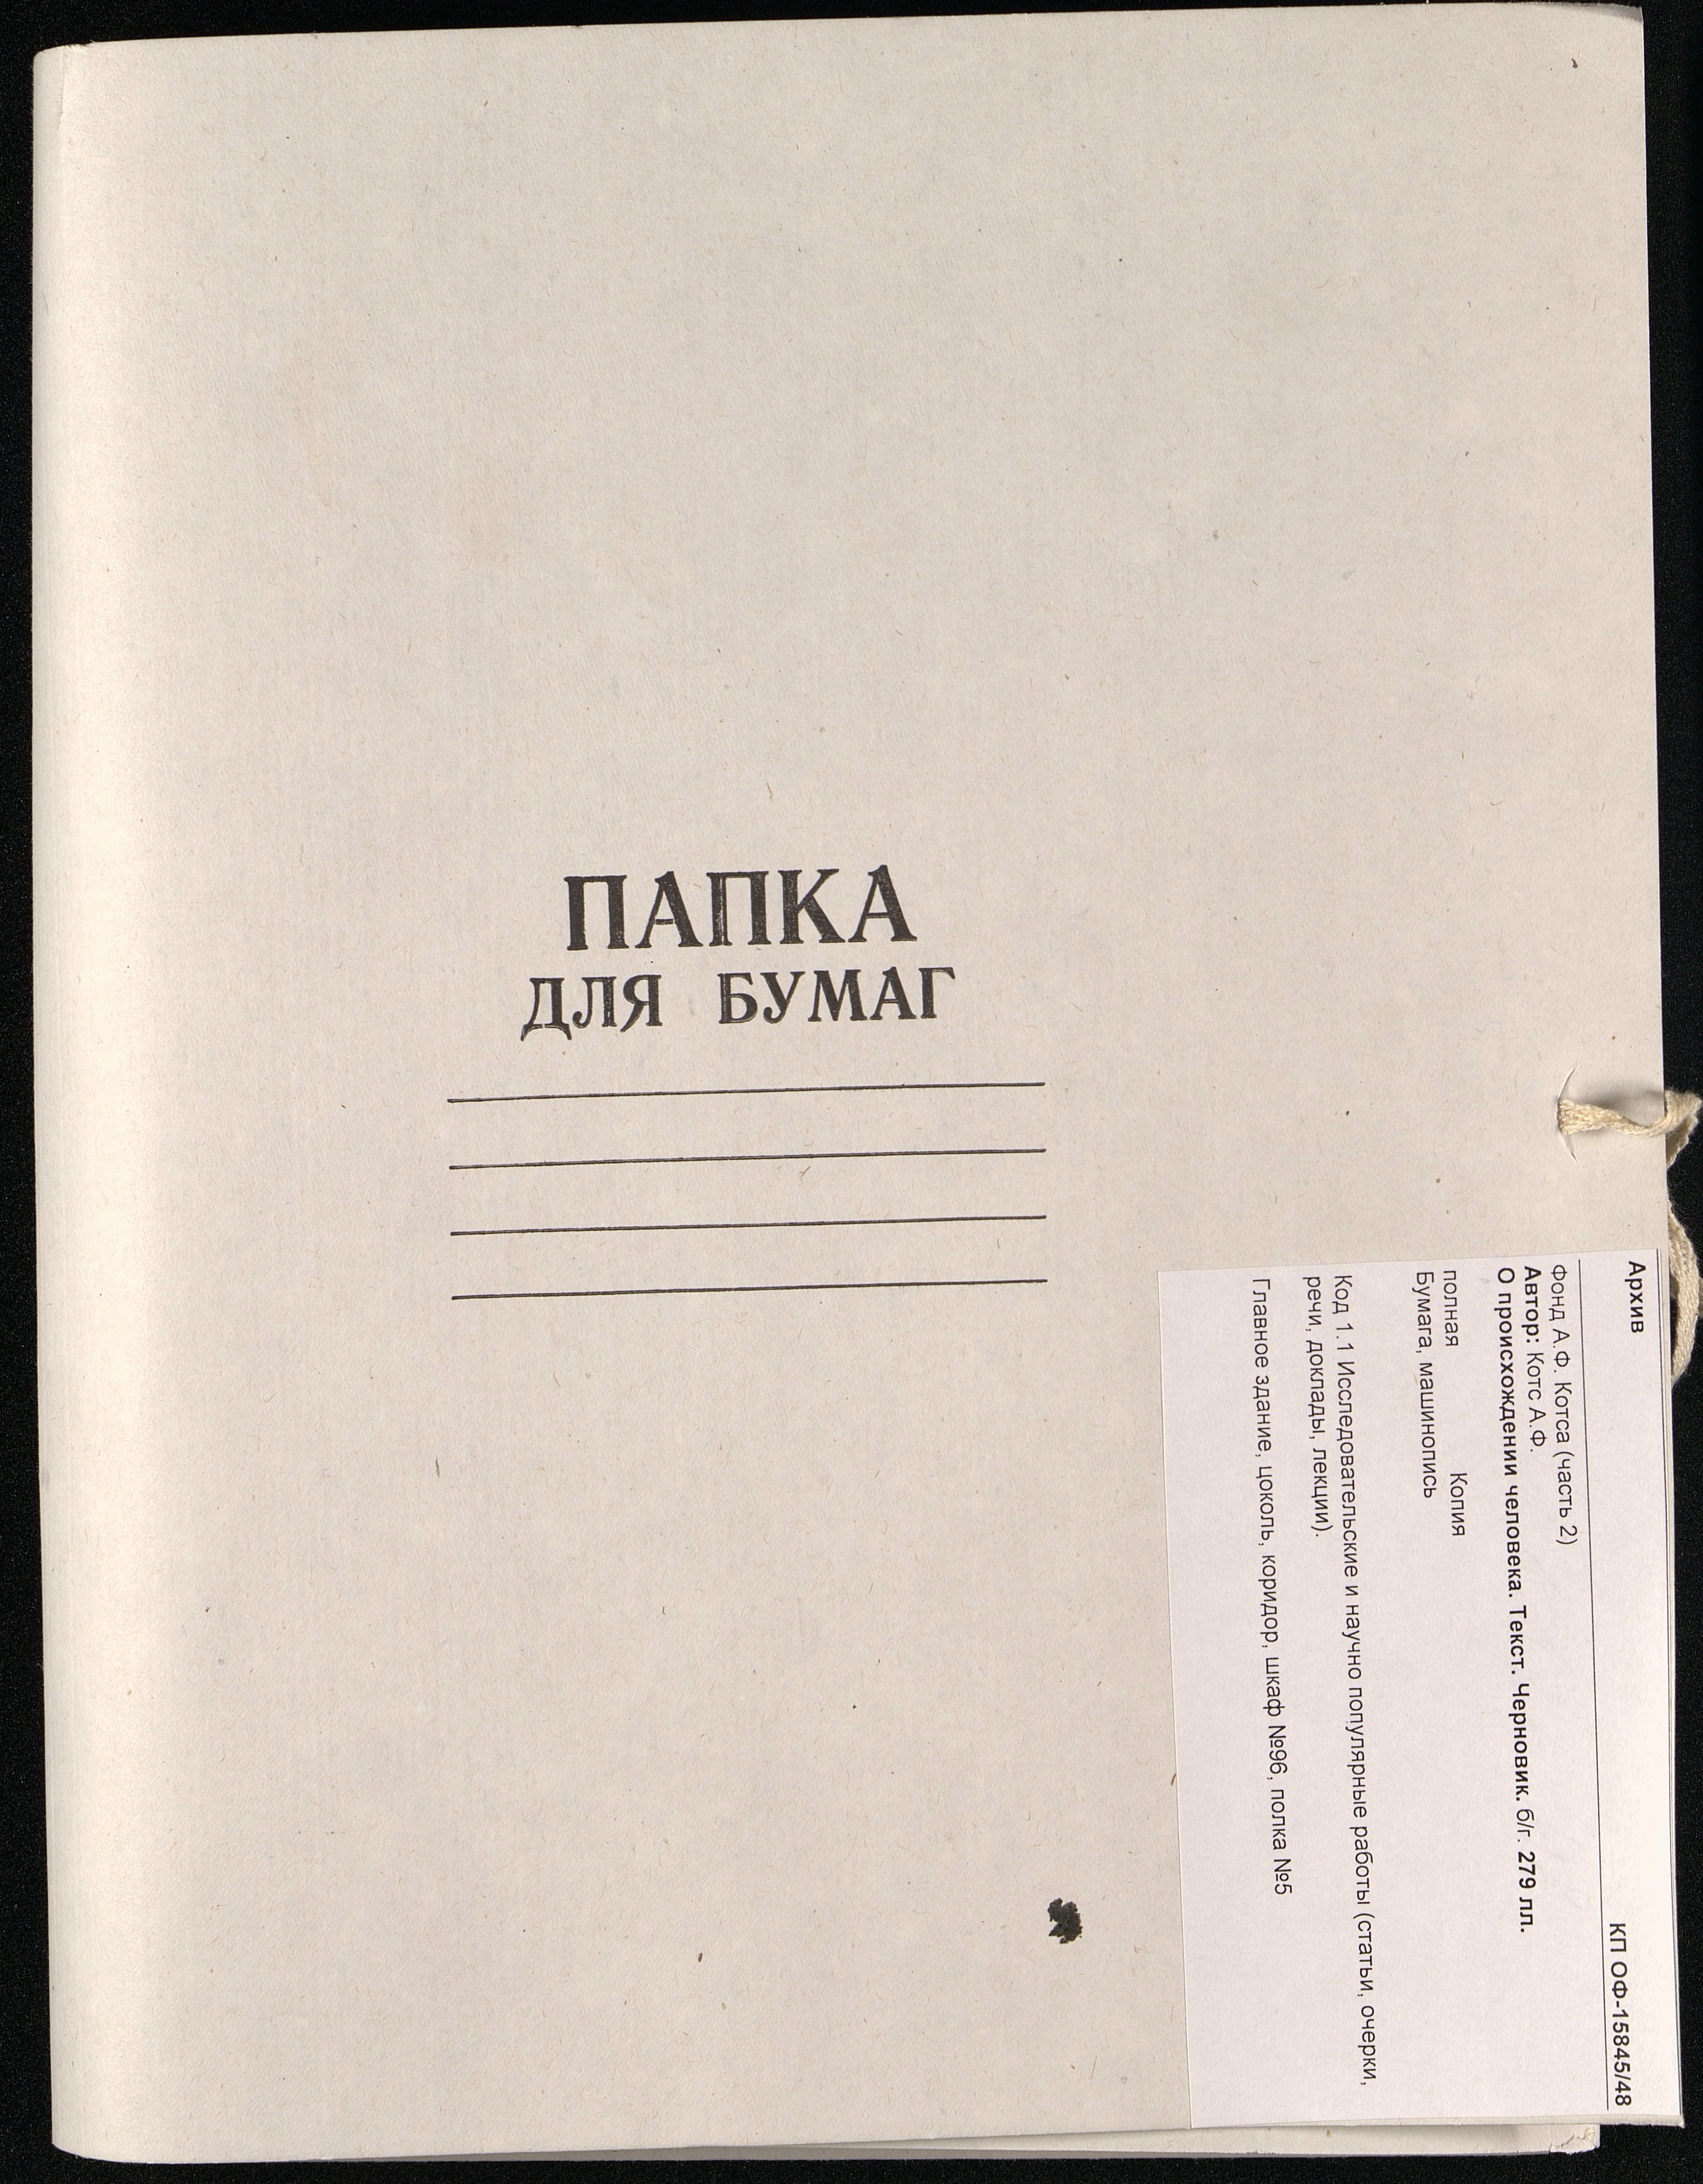 ПАПКА
ДЛЯ БУМАГ
Архив
КП ОФ-15845/48
Фонд А.Ф. Котса (часть 2)
Автор: Котс А.Ф.
О происхождении человека. Текст. Черновик. б/г. 279 лл.
полная Копия
Бумага, машинопись
Код 1.1 Исследовательские и научно популярные работы (статьи, очерки,
речи, доклады, лекции).
Главное здание, цоколь, коридор, шкаф №96, полка №5